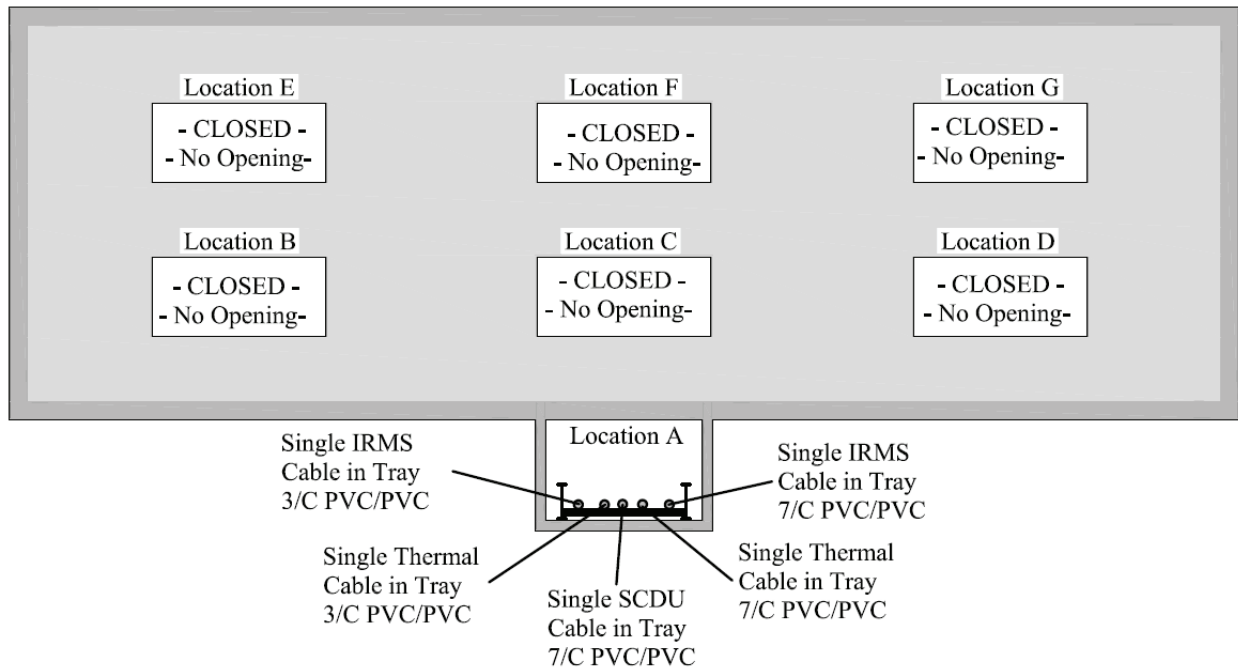 Location E
- CLOSED -
- No Opening-
Location F
- CLOSED -
- No Opening-
Location G
- CLOSED -
- No Opening-
Location B
- CLOSED -
- No Opening-
Location C
- CLOSED -
- No Opening-
Location D
- CLOSED -
- No Opening-
Location A
Single IRMS
Cable in Tray
3/C PVC/PVC
Single IRMS
Cable in Tray
7/C PVC/PVC
Single Thermal
Cable in Tray
3/C PVC/PVC
Single SCDU
Cable in Tray
7/C PVC/PVC
Single Thermal
Cable in Tray
7/C PVC/PVC